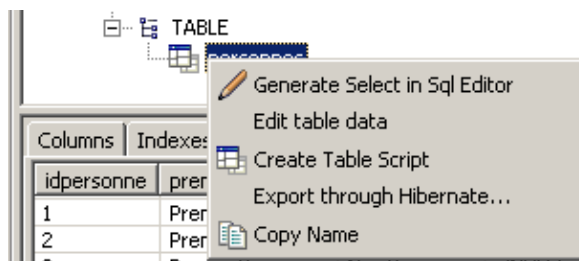 TABLE
personnes
Generate Select in Sql Editor
Edit table data
Create Table Script
Export through Hibernate...
Copy Name
Columns Indexes
idpersonne
1
2